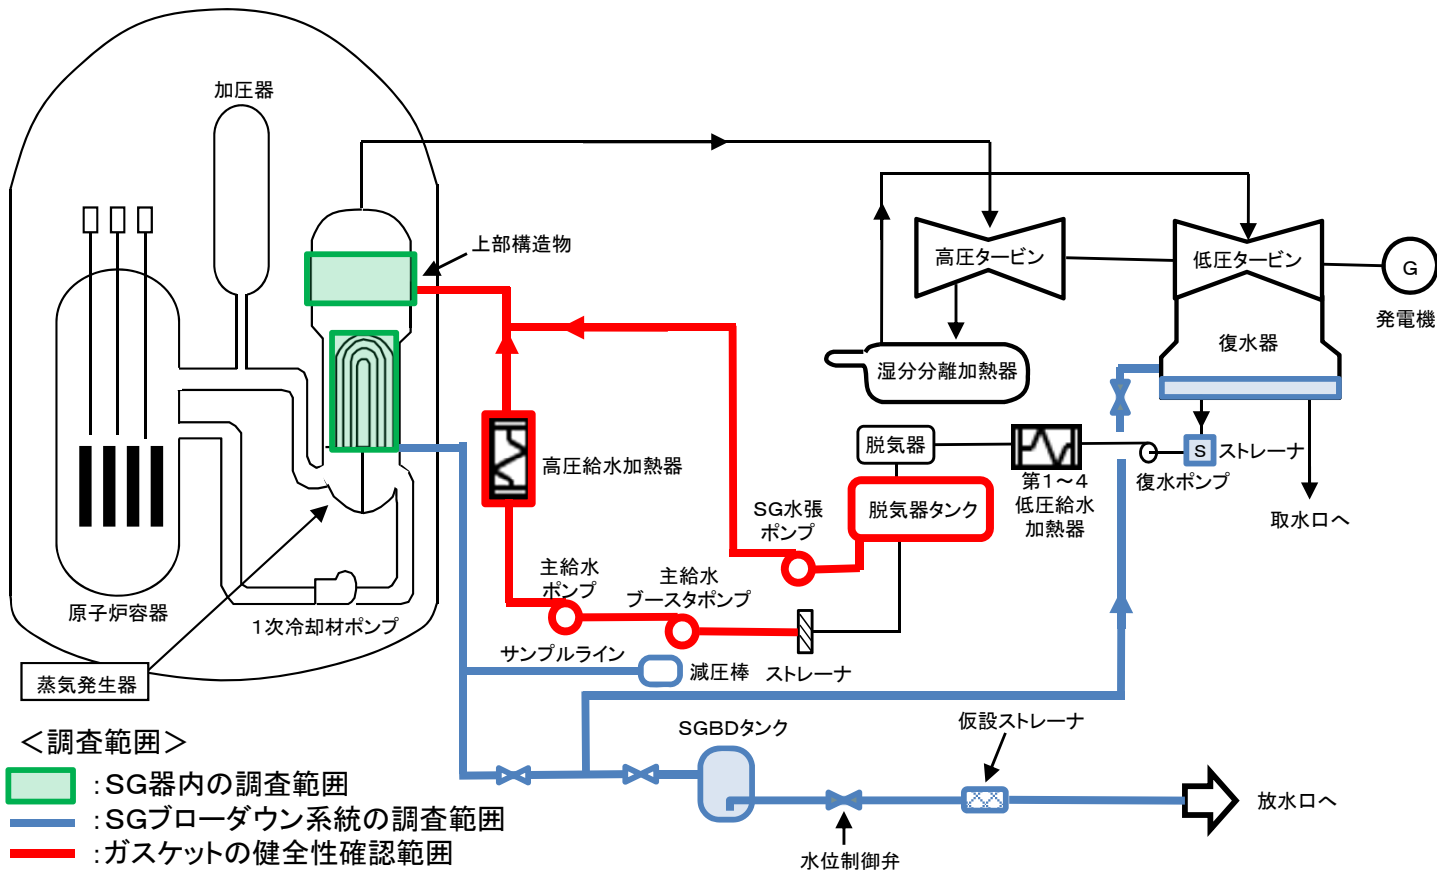 加圧器
上部構造物
高圧タービン
低圧タービン
G
発電機
復水器
湿分分離加熱器
脱気器
S
ストレーナ
復水ポンプ
高圧給水加熱器
第1～4
低圧給水
加熱器
SG水張
ポンプ
脱気器タンク
取水口へ
主給水
ポンプ
主給水
ブースタポンプ
原子炉容器
1次冷却材ポンプ
サンプルライン
減圧棒
ストレーナ
蒸気発生器
SGBDタンク
仮設ストレーナ
＜調査範囲＞
：SG器内の調査範囲
：SGブローダウン系統の調査範囲
：ガスケットの健全性確認範囲
放水口へ
水位制御弁